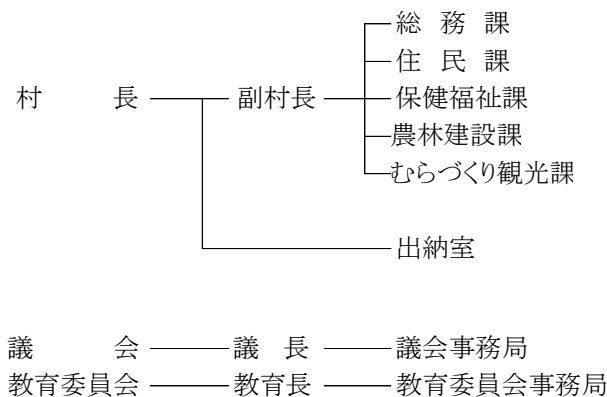 総務課
住民課
村長 副村長 保健福祉課
農林建設課
むらづくり観光課
出納室
議会 議長 議会事務局
教育委員会 教育長 教育委員会事務局